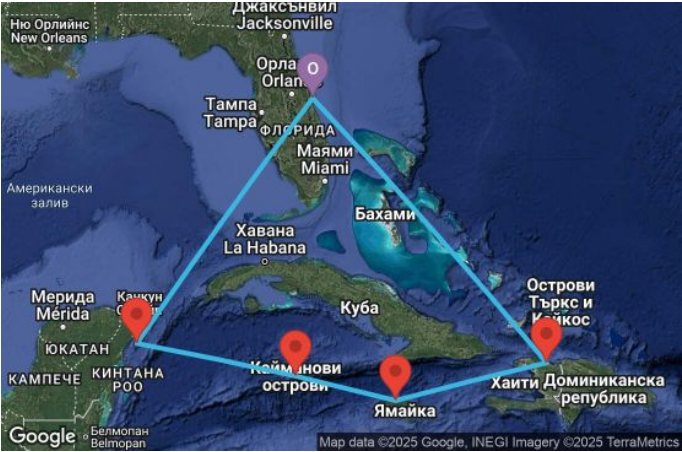 Джаксънвил
Jacksonville
Ню Орлийнс
New Orleans
O
Орла
Orlan
Тампа
Tampa
ФЛОРИДА
Маями
Miami
Американски
залив
Бахами
Хавана
La Habana
Острови
Търкс и
Кайкос
Мерида
Mérida
Канкун
Куба
ЮКАТАН
КАМПЕЧЕ
КИНТАНА
РОО
Кайманови
острови
Хаити
Доминиканска
република
Ямайка
Белмопан
Belmopan
Google
Map data ©2025 Google, INEGI Imagery ©2025 TerraMetrics